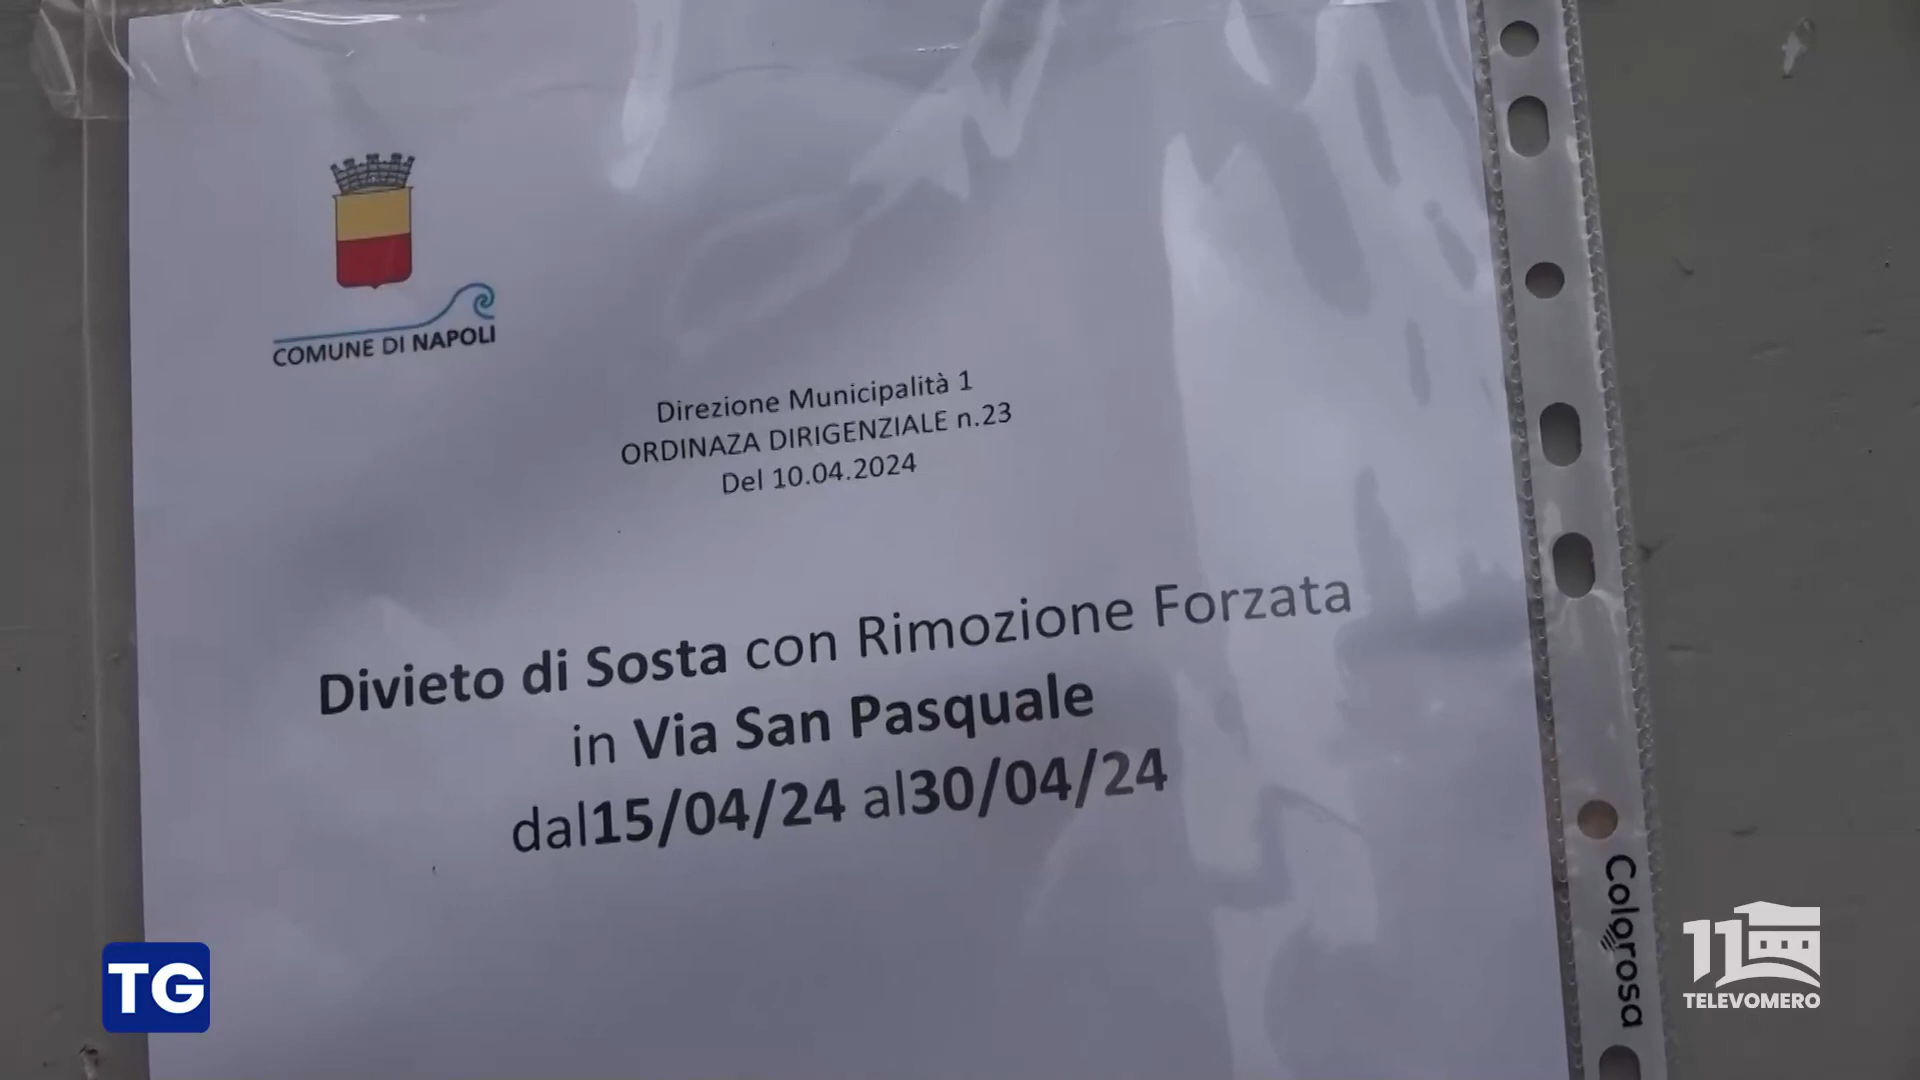 COMUNE DI NAPOLI
Direzione Municipalità 1
ORDINAZA DIRIGENZIALE n.23
Del 10.04.2024
Divieto di Sosta con Rimozione Forzata
in Via San Pasquale
dal15/04/24 al30/04/24
Colorosa
TG
11
TELEVOMERO